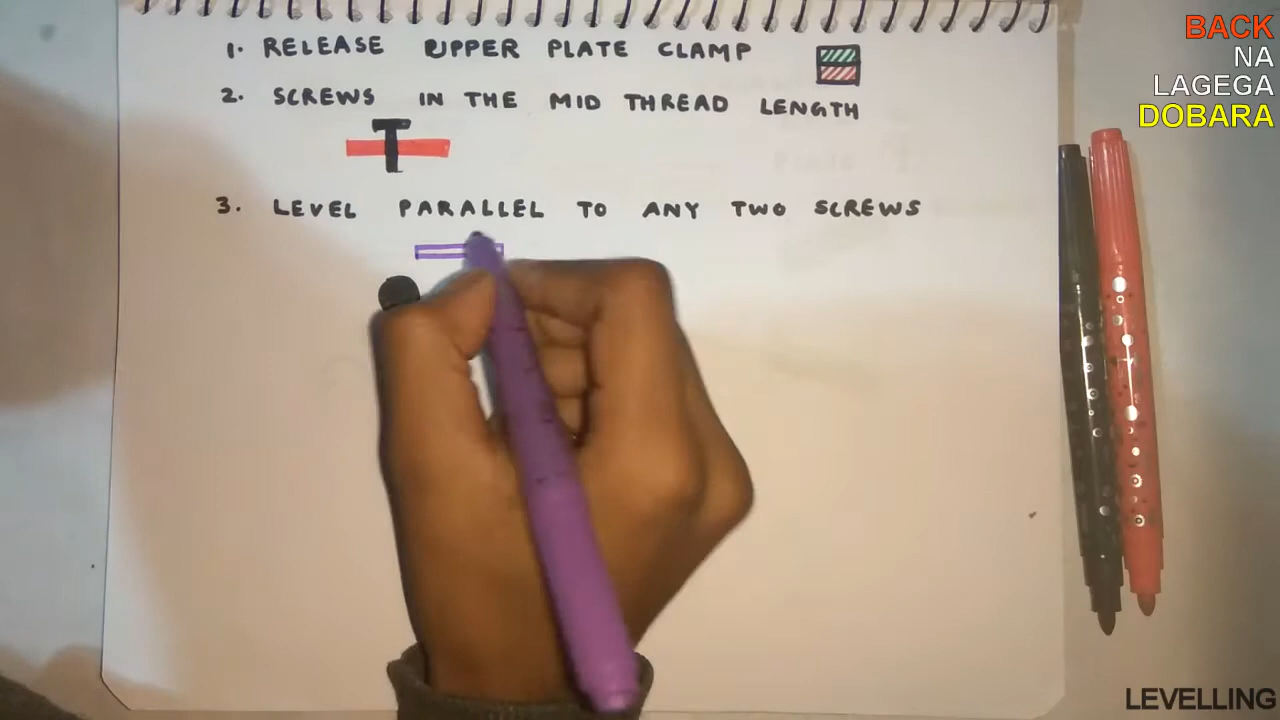 1. RELEASE UPPER PLATE CLAMP
2. SCREWS IN THE MID THREAD LENGTH
T
3. LEVEL PARALLEL TO ANY TWO SCREWS
BACK
NA
LAGEGA
DOBARA
LEVELLING